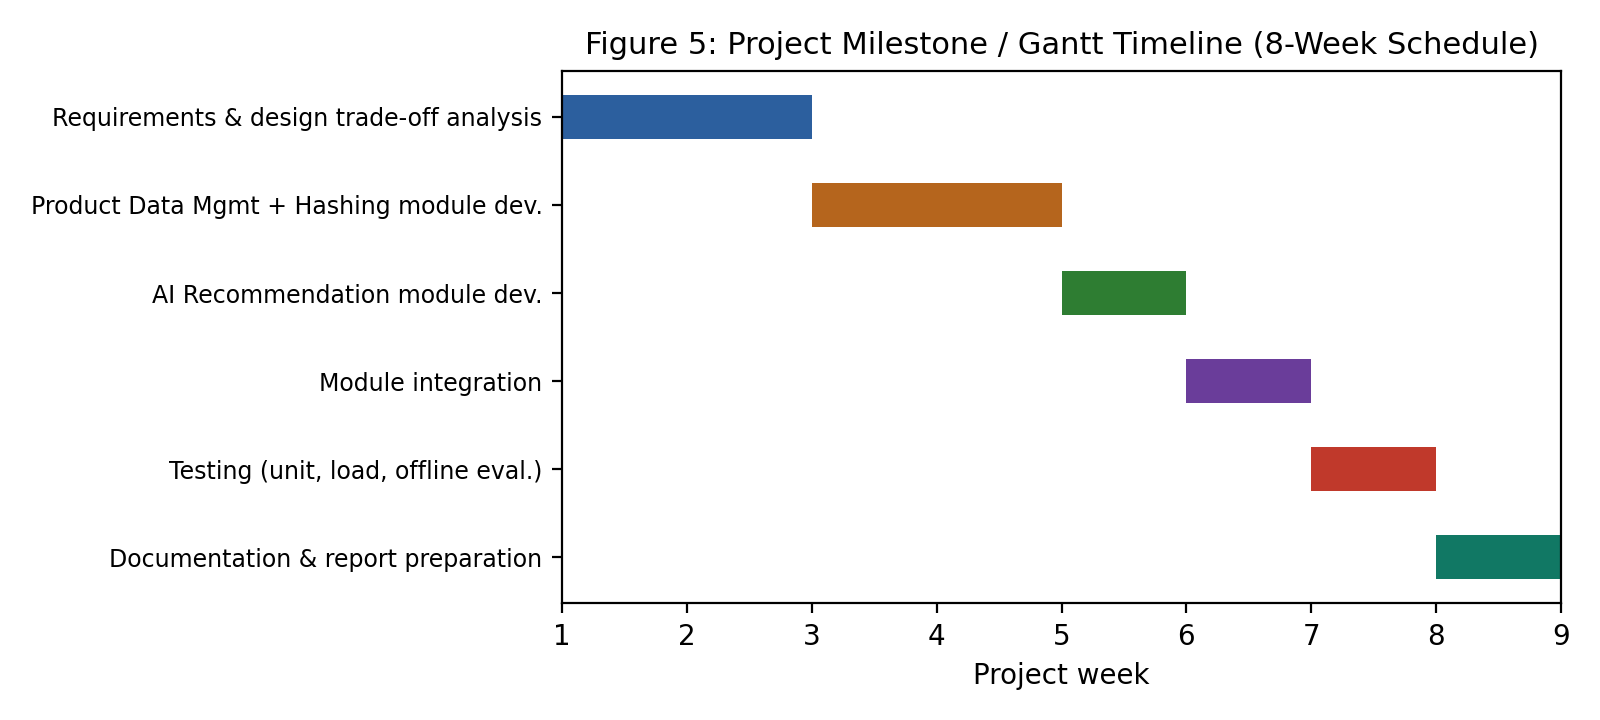 Figure 5: Project Milestone / Gantt Timeline (8-Week Schedule)
Requirements & design trade-off analysis
Product Data Mgmt + Hashing module dev.
AI Recommendation module dev.
Module integration
Testing (unit, load, offline eval.)
Documentation & report preparation
1 2 3 4 5 6 7 8 9
Project week